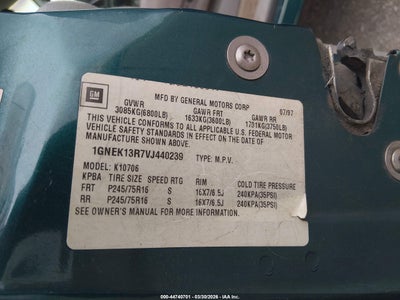 GM
MFD BY GENERAL MOTORS CORP
07/97
GVWR GAWR FRT GAWR RR
3085KG(6800LB) 1633KG(3600LB) 1701KG(3750LB)
THIS VEHICLE CONFORMS TO ALL APPLICABLE U.S. FEDERAL MOTOR
VEHICLE SAFETY STANDARDS IN EFFECT ON THE DATE OF
MANUFACTURE SHOWN ABOVE.
1GNEK13R7VJ440239 TYPE: M.P.V.
MODEL: K10706
KPBA TIRE SIZE SPEED RTG RIM COLD TIRE PRESSURE
FRT P245/75R16 S 16X7/6.5J 240KPA(35PSI)
RR P245/75R16 S 16X7/6.5J 240KPA(35PSI)
SEE OWNER'S MANUAL FOR MORE INFORMATION
000-44740701 - 03/30/2026 - IAA Inc.